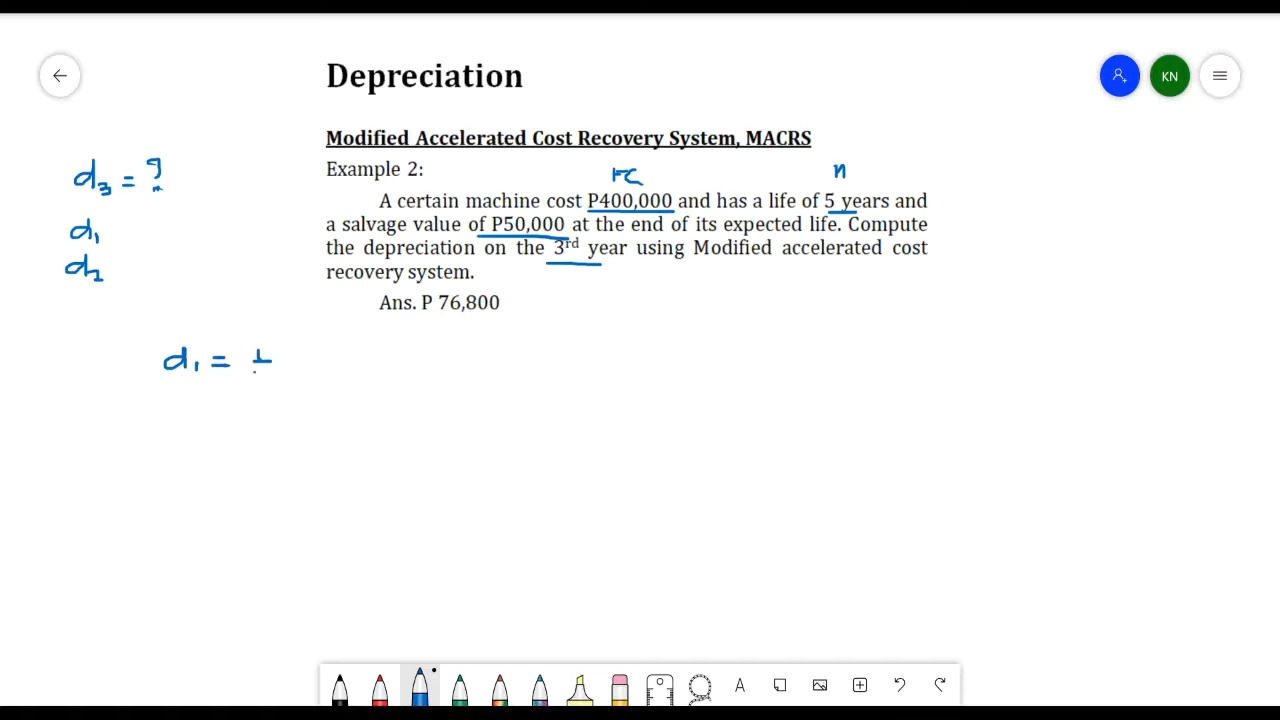 Depreciation
KN
Modified Accelerated Cost Recovery System, MACRS
Example 2:
FC
n
A certain machine cost P400,000 and has a life of 5 years and
a salvage value of P50,000 at the end of its expected life. Compute
the depreciation on the 3rd year using Modified accelerated cost
recovery system.
Ans. P 76,800
d3 = ?
d1
d2
d1 = 1
A